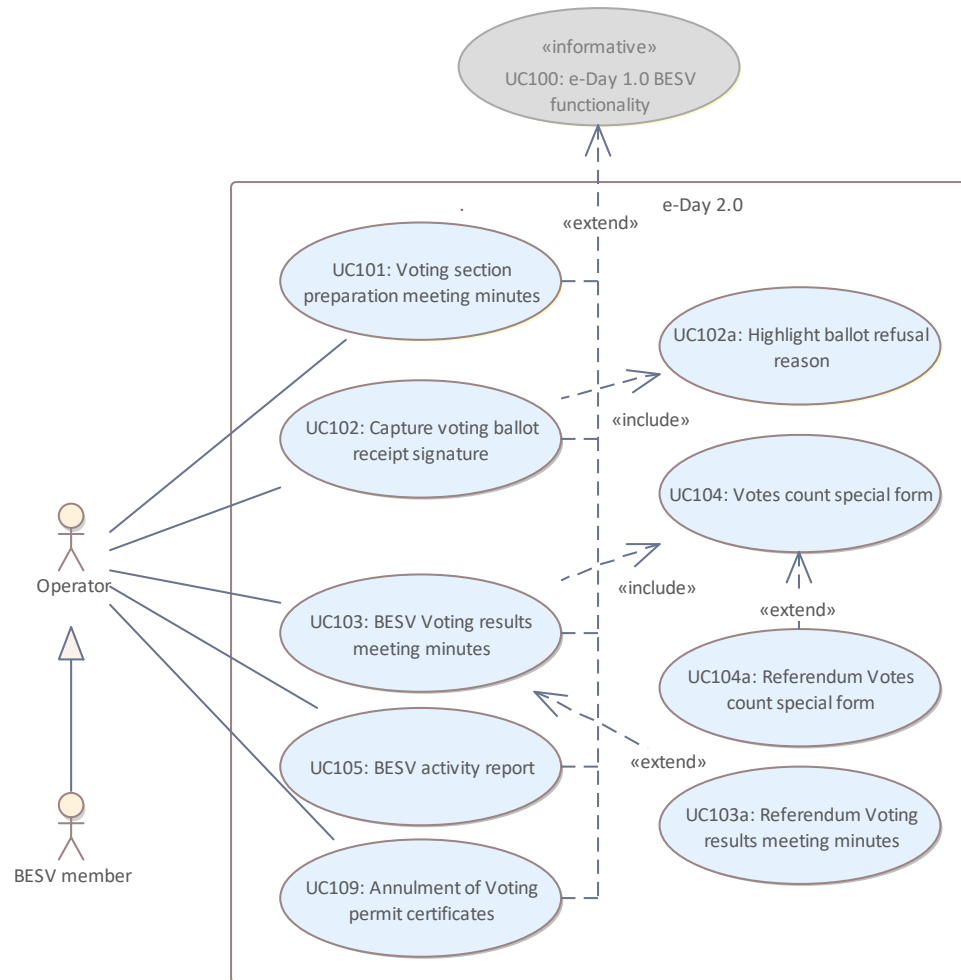 «informative»
UC100: e-Day 1.0 BESV
functionality
e-Day 2.0
.
«extend»
UC101: Voting section
preparation meeting minutes
UC102a: Highlight ballot refusal
reason
«include»
UC102: Capture voting ballot
receipt signature
UC104: Votes count special form
Operator
«include»
UC103: BESV Voting results
meeting minutes
«extend»
UC104a: Referendum Votes
count special form
UC105: BESV activity report
«extend»
UC103a: Referendum Voting
results meeting minutes
BESV member
UC109: Annulment of Voting
permit certificates